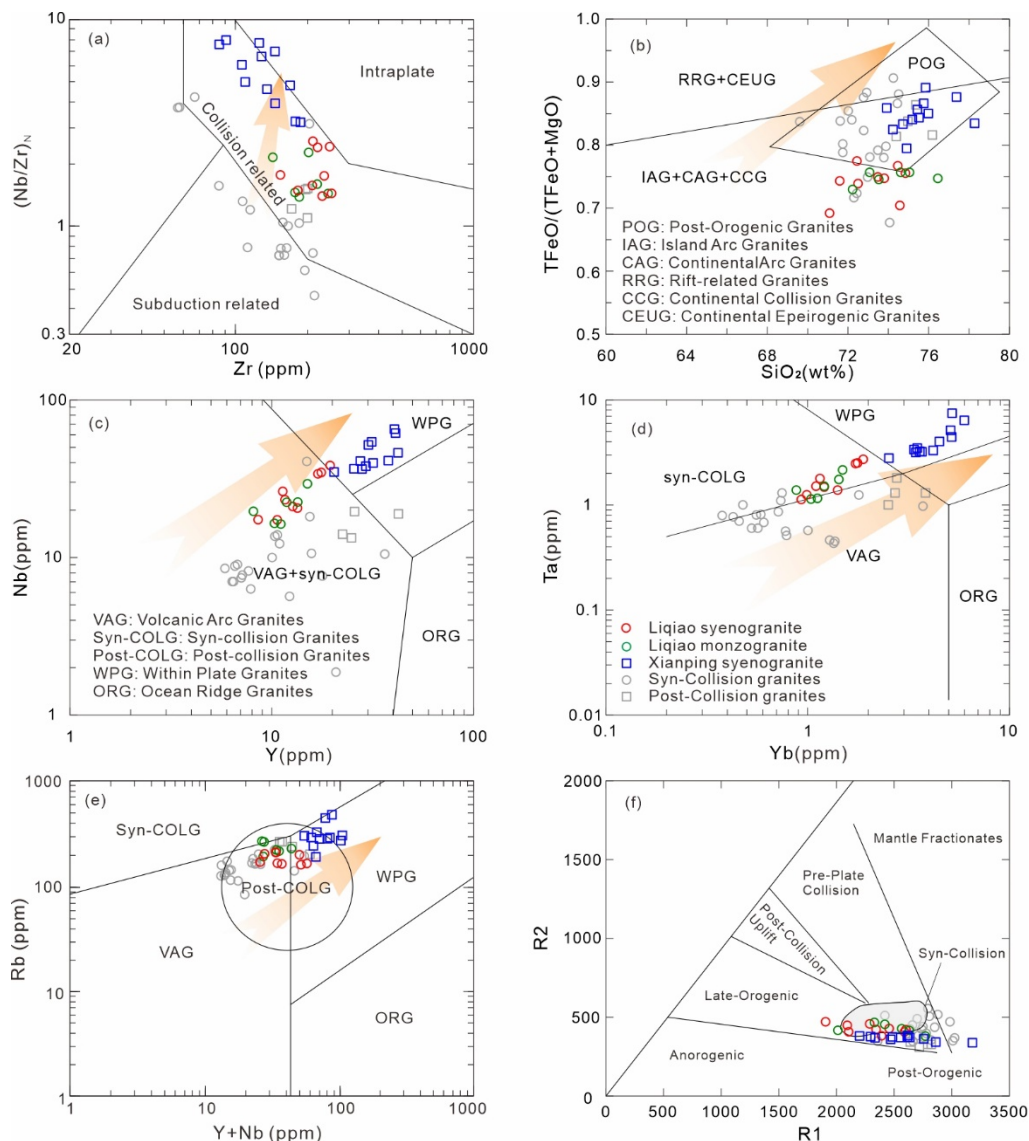 (a)
10
1
0.3
(Nb/Zr)N
Intraplate
Collision related
Subduction related
20
100
1000
Zr (ppm)
(b)
1.0
0.9
0.8
0.7
0.6
0.5
TFeO/(TFeO+MgO)
RRG+CEUG
POG
IAG+CAG+CCG
POG: Post-Orogenic Granites
IAG: Island Arc Granites
CAG: ContinentalArc Granites
RRG: Rift-related Granites
CCG: Continental Collision Granites
CEUG: Continental Epeirogenic Granites
60
64
68
72
76
80
SiO₂(wt%)
(c)
100
10
1
Nb(ppm)
WPG
VAG+syn-COLG
ORG
VAG: Volcanic Arc Granites
Syn-COLG: Syn-collision Granites
Post-COLG: Post-collision Granites
WPG: Within Plate Granites
ORG: Ocean Ridge Granites
1
10
100
Y(ppm)
(d)
10
1
0.1
0.01
Ta(ppm)
WPG
syn-COLG
VAG
ORG
Liqiao syenogranite
Liqiao monzogranite
Xianping syenogranite
Syn-Collision granites
Post-Collision granites
0.1
1
10
Yb(ppm)
(e)
1000
100
10
1
Rb (ppm)
Syn-COLG
Post-COLG
WPG
VAG
ORG
1
10
100
1000
Y+Nb (ppm)
(f)
2000
1500
1000
500
0
R2
Mantle Fractionates
Pre-Plate
Collision
Post-Collision
Uplift
Syn-Collision
Late-Orogenic
Anorogenic
Post-Orogenic
0
500
1000
1500
2000
2500
3000
3500
R1